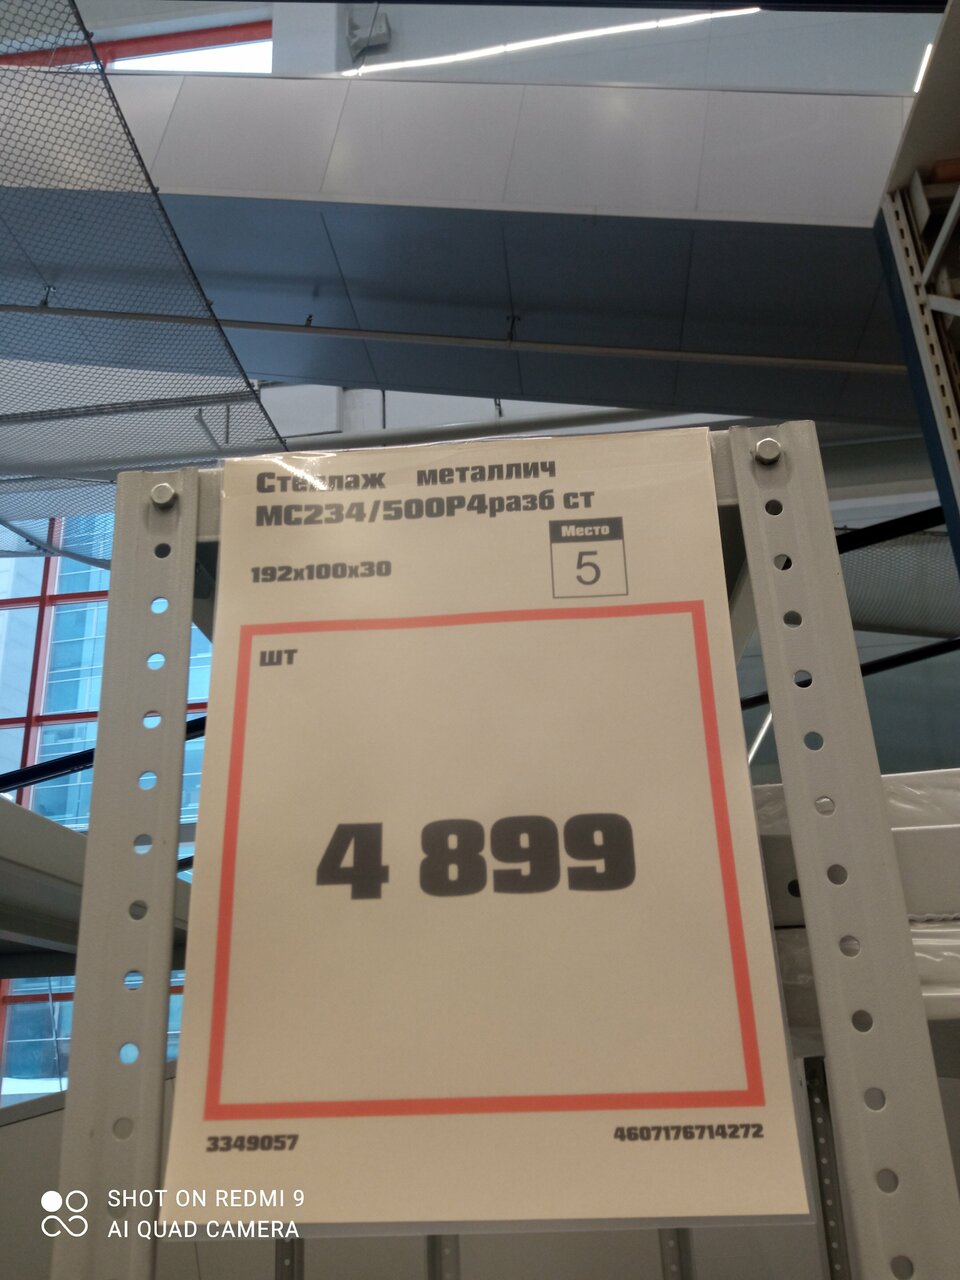 Стеллаж металлич
МС234/500Р4разб ст
Место
192х100х30
5
шт
4 899
3349057
4607176714272
SHOT ON REDMI 9
AI QUAD CAMERA